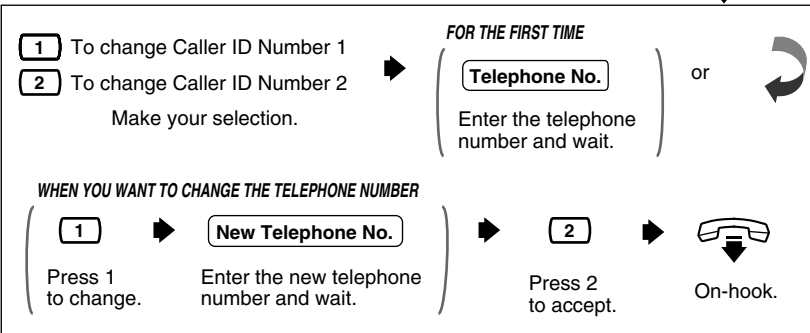 1 To change Caller ID Number 1
2 To change Caller ID Number 2
Make your selection.
FOR THE FIRST TIME
Telephone No.
Enter the telephone
number and wait.
or
WHEN YOU WANT TO CHANGE THE TELEPHONE NUMBER
1
Press 1
to change.
New Telephone No.
Enter the new telephone
number and wait.
2
Press 2
to accept.
On-hook.